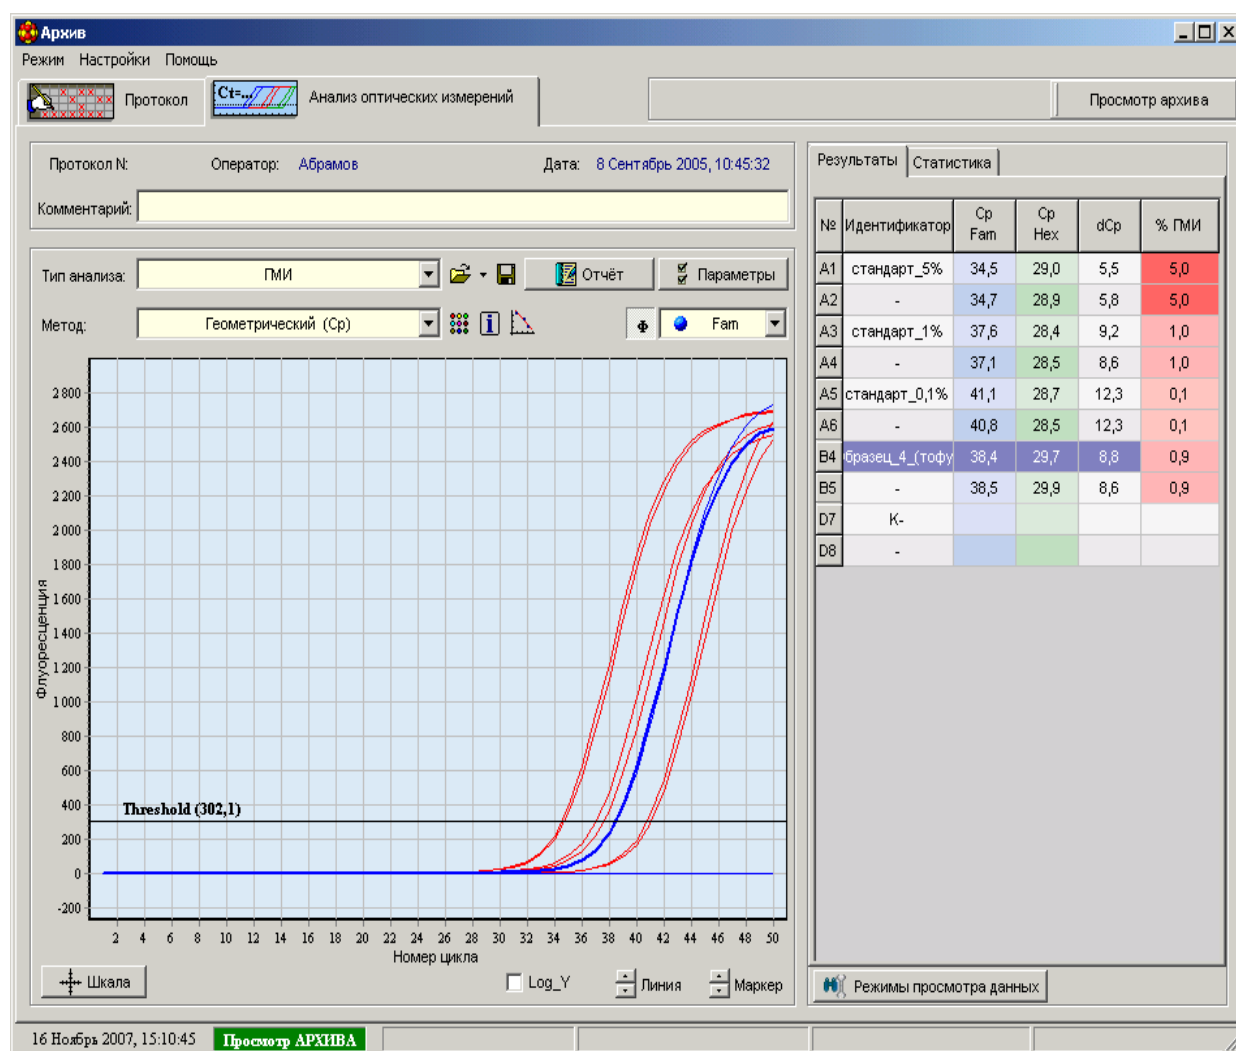 Архив
Режим Настройки Помощь
Протокол Ct=... Анализ оптических измерений Просмотр архива
Протокол N: Оператор: Абрамов Дата: 8 Сентябрь 2005, 10:45:32
Комментарий:
Тип анализа: ГМИ Отчёт Параметры
Метод: Геометрический (Cp) Ф Fam
2 800
2 600
2 400
2 200
2 000
1 800
1 600
1 400
1 200
1 000
800
600
400
200
0
-200
Флуоресценция
Threshold (302,1)
2 4 6 8 10 12 14 16 18 20 22 24 26 28 30 32 34 36 38 40 42 44 46 48 50
Номер цикла
Шкала Log_Y Линия Маркер
Результаты Статистика
№ Идентификатор Cp Fam Cp Hex dCp % ГМИ
A1 стандарт_5% 34,5 29,0 5,5 5,0
A2 - 34,7 28,9 5,8 5,0
A3 стандарт_1% 37,6 28,4 9,2 1,0
A4 - 37,1 28,5 8,6 1,0
A5 стандарт_0,1% 41,1 28,7 12,3 0,1
A6 - 40,8 28,5 12,3 0,1
B4 бразец_4_(тофу 38,4 29,7 8,8 0,9
B5 - 38,5 29,9 8,6 0,9
D7 К-
D8 -
Режимы просмотра данных
16 Ноябрь 2007, 15:10:45 Просмотр АРХИВА